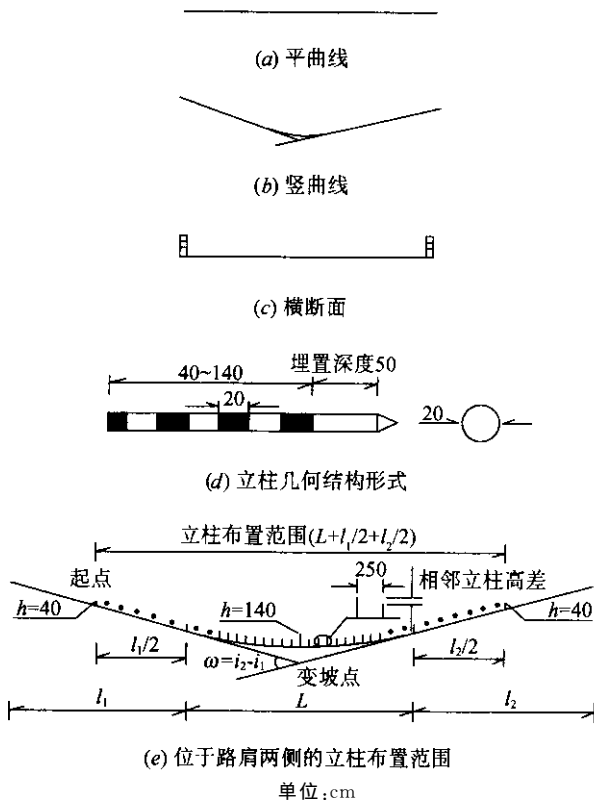 (a) 平曲线
(b) 竖曲线
(c) 横断面
40~140 埋置深度50
20
20
(d) 立柱几何结构形式
立柱布置范围(L+l₁/2+l₂/2)
起点 250 相邻立柱高差
h=40 h=140 h=40
l₁/2 ω=i₂-i₁ l₂/2
变坡点
l₁ L l₂
(e) 位于路肩两侧的立柱布置范围
单位:cm